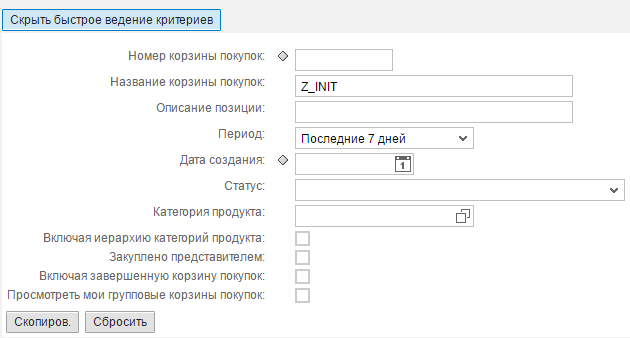 Скрыть быстрое ведение критериев
Номер корзины покупок:
Название корзины покупок: Z_INIT
Описание позиции:
Период: Последние 7 дней
Дата создания: 1
Статус:
Категория продукта:
Включая иерархию категорий продукта:
Закуплено представителем:
Включая завершенную корзину покупок:
Просмотреть мои групповые корзины покупок:
Скопиров. Сбросить